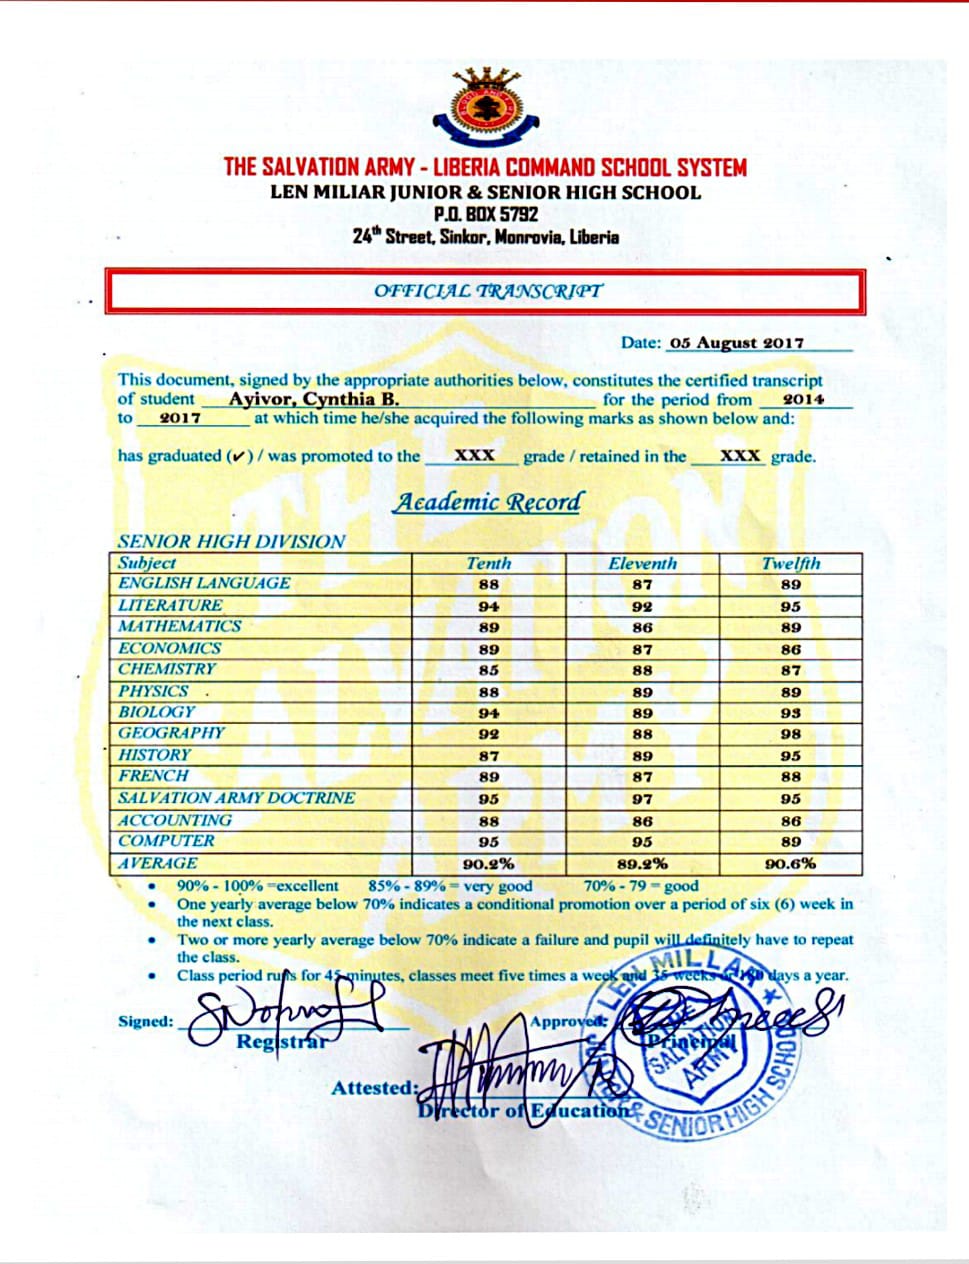 THE SALVATION ARMY - LIBERIA COMMAND SCHOOL SYSTEM
LEN MILIAR JUNIOR & SENIOR HIGH SCHOOL
P.O. BOX 5792
24th Street, Sinkor, Monrovia, Liberia
OFFICIAL TRANSCRIPT
Date: 05 August 2017
This document, signed by the appropriate authorities below, constitutes the certified transcript
of student Ayivor, Cynthia B. for the period from 2014
to 2017 at which time he/she acquired the following marks as shown below and:
has graduated (✔) / was promoted to the XXX grade / retained in the XXX grade.
Academic Record
SENIOR HIGH DIVISION
Subject Tenth Eleventh Twelfth
ENGLISH LANGUAGE 88 87 89
LITERATURE 94 92 95
MATHEMATICS 89 86 89
ECONOMICS 89 87 86
CHEMISTRY 85 88 87
PHYSICS 88 89 89
BIOLOGY 94 89 93
GEOGRAPHY 92 88 98
HISTORY 87 89 95
FRENCH 89 87 88
SALVATION ARMY DOCTRINE 95 97 95
ACCOUNTING 88 86 86
COMPUTER 95 95 89
AVERAGE 90.2% 89.2% 90.6%
• 90% - 100% =excellent 85% - 89% = very good 70% - 79 = good
• One yearly average below 70% indicates a conditional promotion over a period of six (6) week in
the next class.
• Two or more yearly average below 70% indicate a failure and pupil will definitely have to repeat
the class.
• Class period runs for 45 minutes, classes meet five times a week and 35 weeks or 180 days a year.
Signed:
Registrar
Approved:
Principal
Attested:
Director of Education
LEN MILLAR
& SENIOR HIGH SCHOOL
THE
SALVATION
ARMY
THE
SALVATION
ARMY